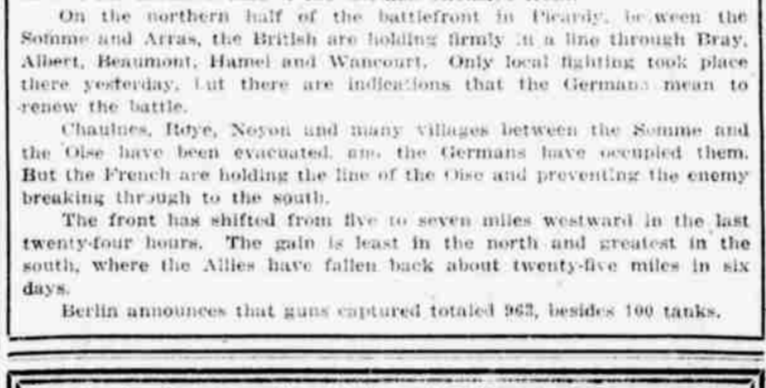 On the northern half of the battlefront in Picardy, between the
Somme and Arras, the British are holding firmly in a line through Bray,
Albert, Beaumont, Hamel and Wancourt. Only local fighting took place
there yesterday, but there are indications that the Germans mean to
renew the battle.
Chaulnes, Roye, Noyon and many villages between the Somme and
the Oise have been evacuated, and the Germans have occupied them.
But the French are holding the line of the Oise and preventing the enemy
breaking through to the south.
The front has shifted from five to seven miles westward in the last
twenty-four hours. The gain is least in the north and greatest in the
south, where the Allies have fallen back about twenty-five miles in six
days.
Berlin announces that guns captured totaled 963, besides 100 tanks.